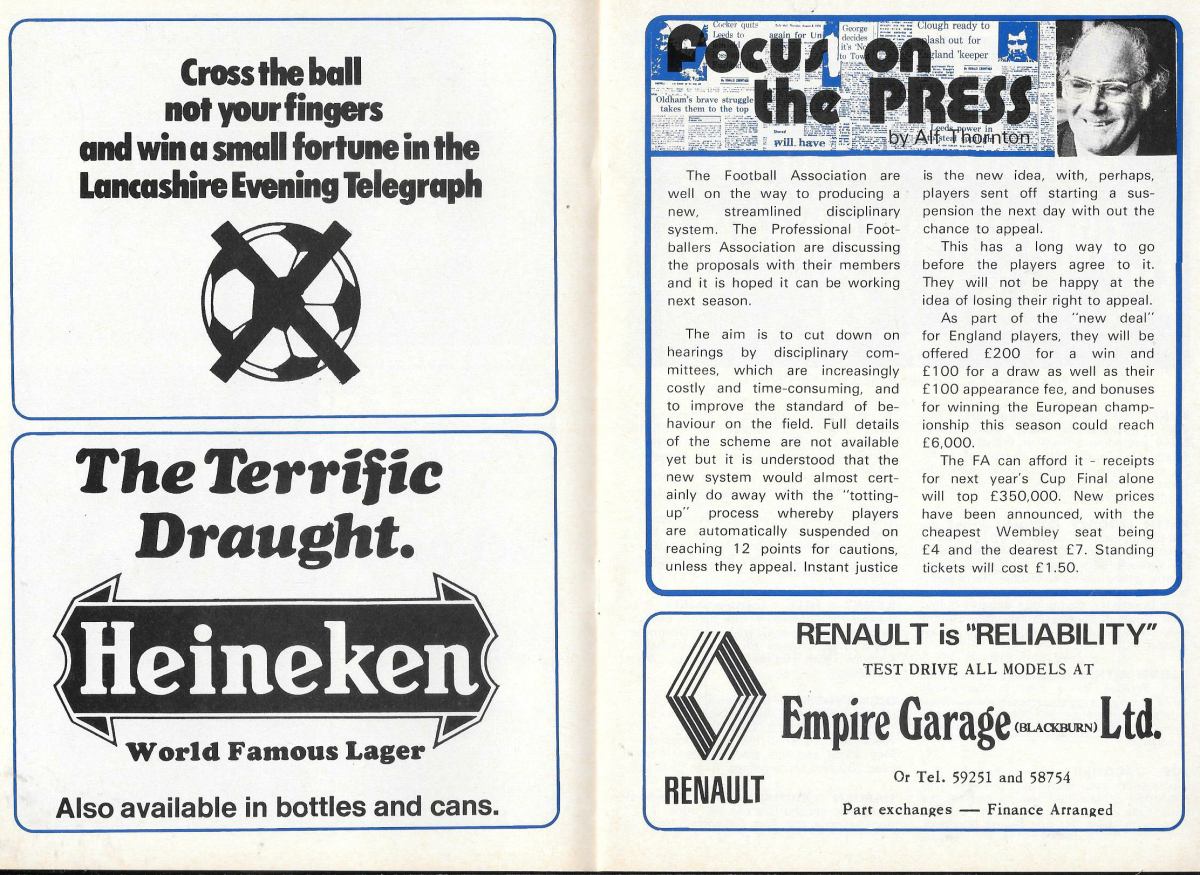 Cross the ball
not your fingers
and win a small fortune in the
Lancashire Evening Telegraph
The Terrific
Draught.
Heineken
World Famous Lager
Also available in bottles and cans.
Cocker quits
Leeds to
again for Un
George
decides
it's 'No
to Tow
Clough ready to
splash out for
England 'keeper
Oldham's brave struggle
takes them to the top
will have
Leeds power in
Focus on
the PRESS
by Alf Thornton
The Football Association are
well on the way to producing a
new, streamlined disciplinary
system. The Professional Foot-
ballers Association are discussing
the proposals with their members
and it is hoped it can be working
next season.
The aim is to cut down on
hearings by disciplinary com-
mittees, which are increasingly
costly and time-consuming, and
to improve the standard of be-
haviour on the field. Full details
of the scheme are not available
yet but it is understood that the
new system would almost cert-
ainly do away with the "totting-
up" process whereby players
are automatically suspended on
reaching 12 points for cautions,
unless they appeal. Instant justice
is the new idea, with, perhaps,
players sent off starting a sus-
pension the next day with out the
chance to appeal.
This has a long way to go
before the players agree to it.
They will not be happy at the
idea of losing their right to appeal.
As part of the "new deal"
for England players, they will be
offered £200 for a win and
£100 for a draw as well as their
£100 appearance fee, and bonuses
for winning the European champ-
ionship this season could reach
£6,000.
The FA can afford it - receipts
for next year's Cup Final alone
will top £350,000. New prices
have been announced, with the
cheapest Wembley seat being
£4 and the dearest £7. Standing
tickets will cost £1.50.
RENAULT is "RELIABILITY"
TEST DRIVE ALL MODELS AT
Empire Garage (BLACKBURN) Ltd.
RENAULT
Or Tel. 59251 and 58754
Part exchanges — Finance Arranged